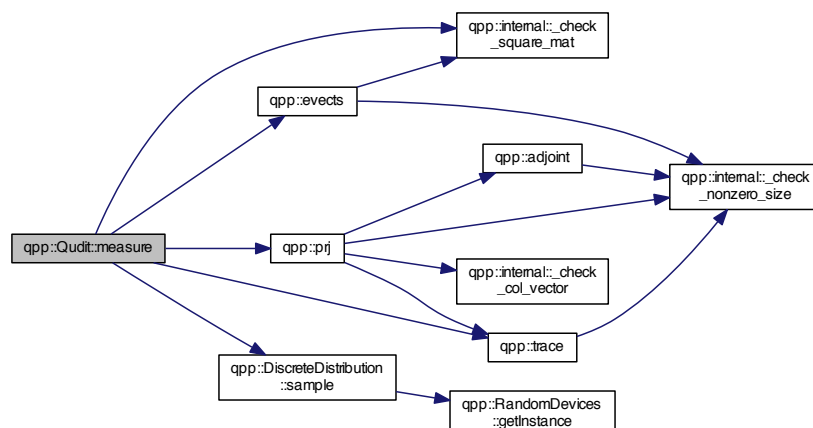 qpp::internal::_check
_square_mat
qpp::evects
qpp::adjoint
qpp::internal::_check
_nonzero_size
qpp::Qudit::measure
qpp::prj
qpp::internal::_check
_col_vector
qpp::trace
qpp::DiscreteDistribution
::sample
qpp::RandomDevices
::getInstance